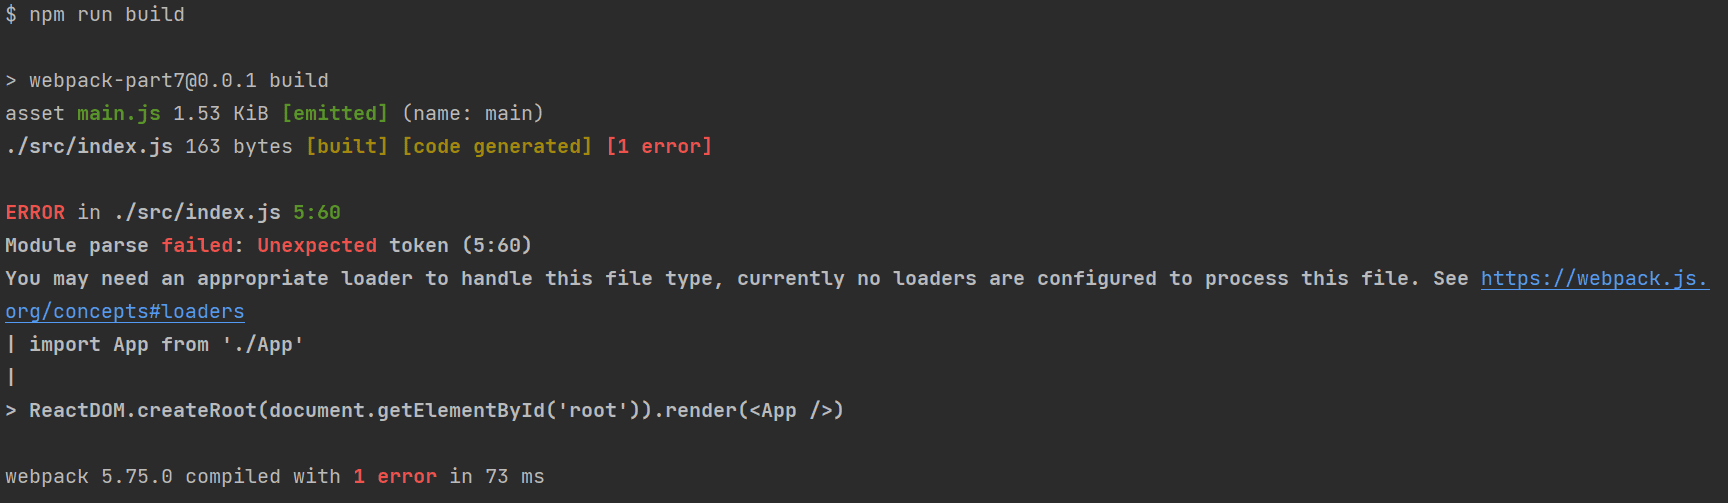 $ npm run build
> webpack-part7@0.0.1 build
asset main.js 1.53 KiB [emitted] (name: main)
./src/index.js 163 bytes [built] [code generated] [1 error]
ERROR in ./src/index.js 5:60
Module parse failed: Unexpected token (5:60)
You may need an appropriate loader to handle this file type, currently no loaders are configured to process this file. See https://webpack.js.
org/concepts#loaders
| import App from './App'
|
> ReactDOM.createRoot(document.getElementById('root')).render(<App />)
webpack 5.75.0 compiled with 1 error in 73 ms